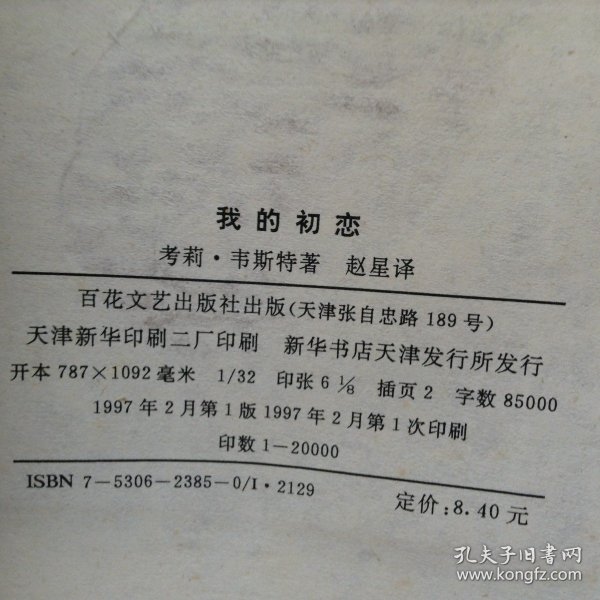 我的初恋
考莉·韦斯特著 赵星译
百花文艺出版社出版(天津张自忠路189号)
天津新华印刷二厂印刷 新华书店天津发行所发行
开本787×1092毫米 1/32 印张6 ⅛ 插页2 字数85000
1997年2月第1版1997年2月第1次印刷
印数1—20000
ISBN 7—5306—2385—0/I·2129
定价:8.40元
孔夫子旧书网
www.kongfz.com